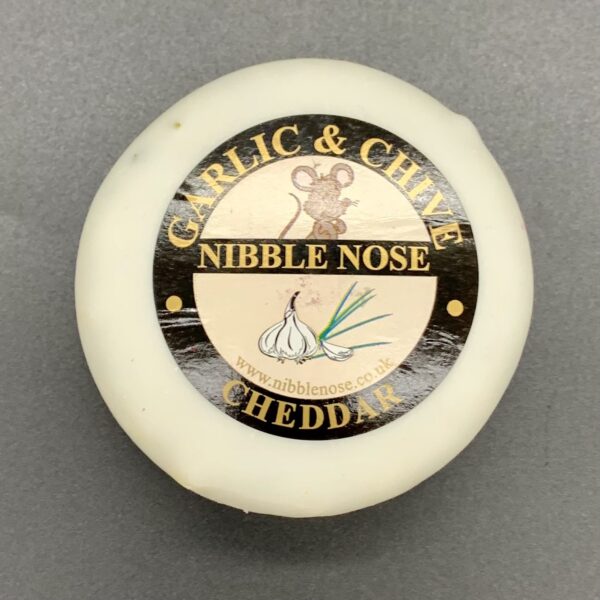 GARLIC & CHIVE
NIBBLE NOSE
www.nibblenose.co.uk
CHEDDAR